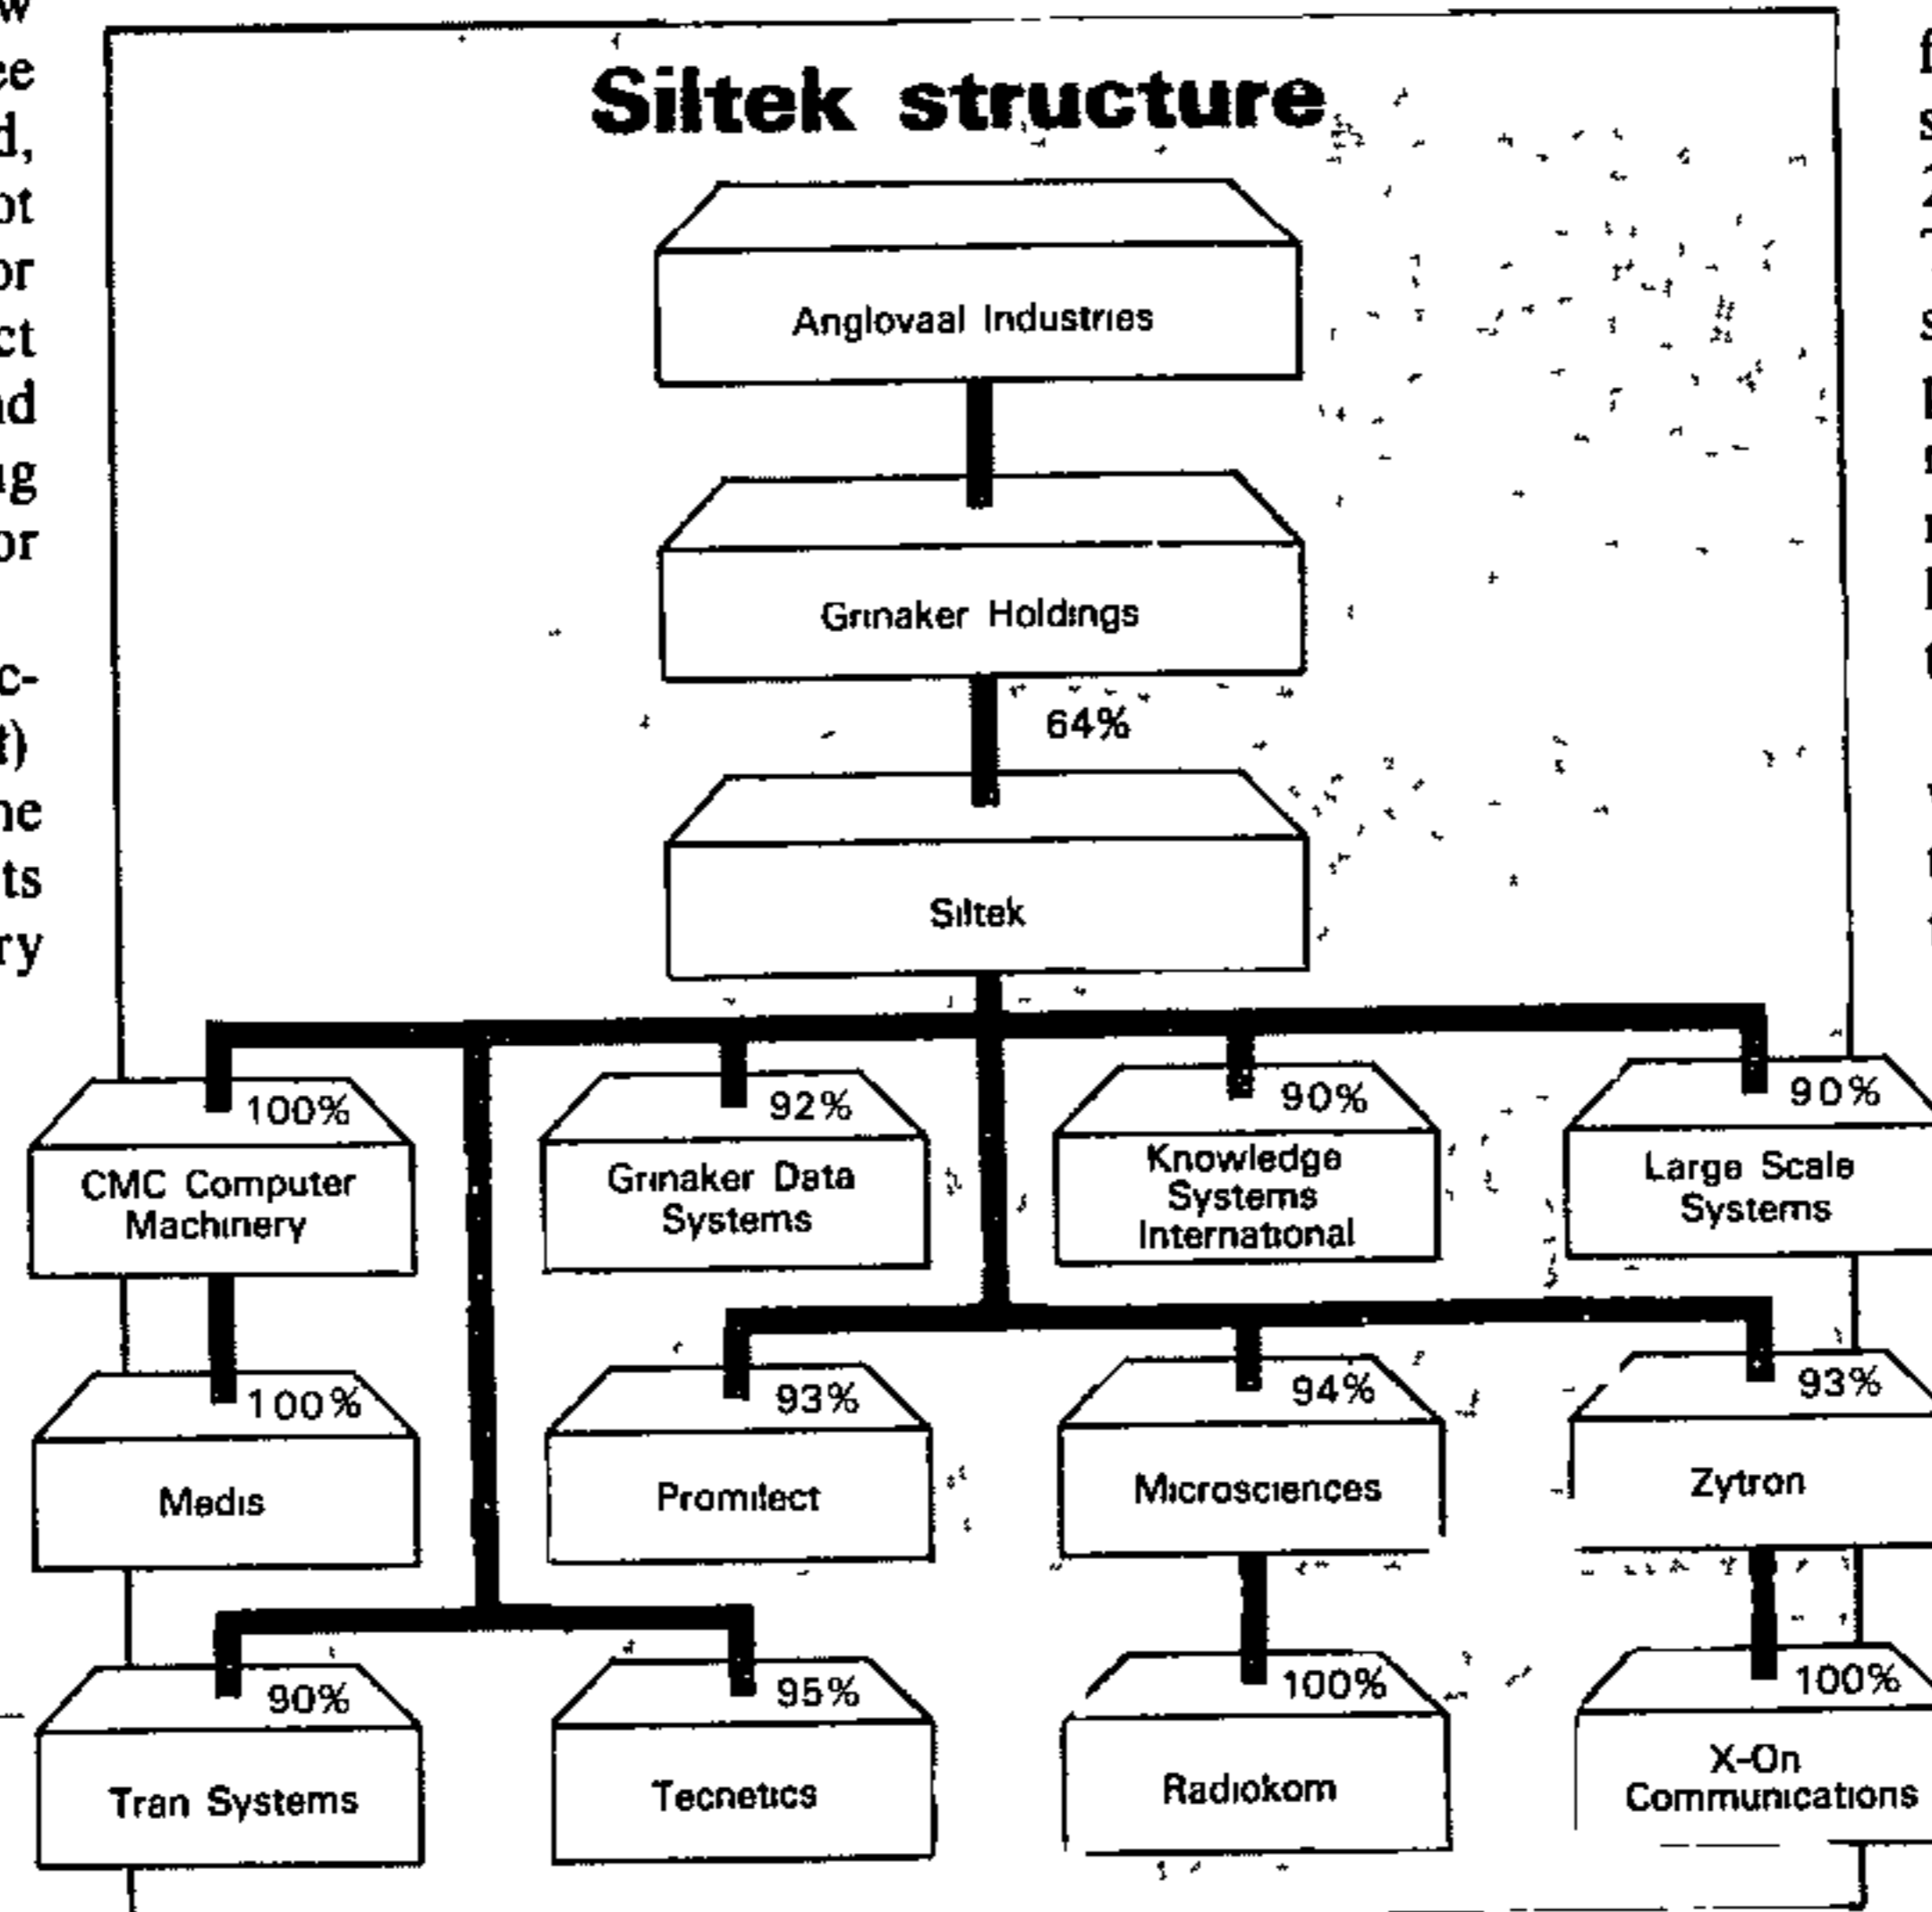 Siltek structure
Anglovaal Industries
Grinaker Holdings
64%
Siltek
100%
CMC Computer
Machinery
92%
Grinaker Data
Systems
90%
Knowledge
Systems
International
90%
Large Scale
Systems
100%
Medis
93%
Promilect
94%
Microsciences
93%
Zytron
90%
Tran Systems
95%
Tecnetics
100%
Radiokom
100%
X-On
Communications